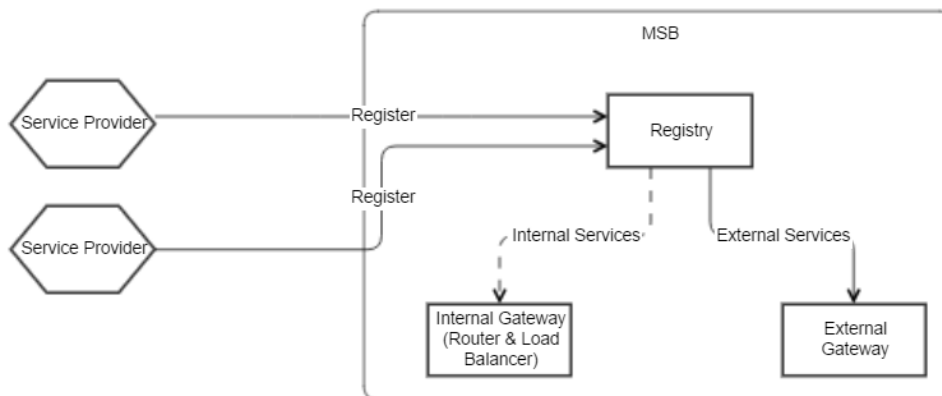 MSB
Service Provider
Register
Registry
Register
Service Provider
Internal Services
External Services
Internal Gateway
(Router & Load
Balancer)
External
Gateway